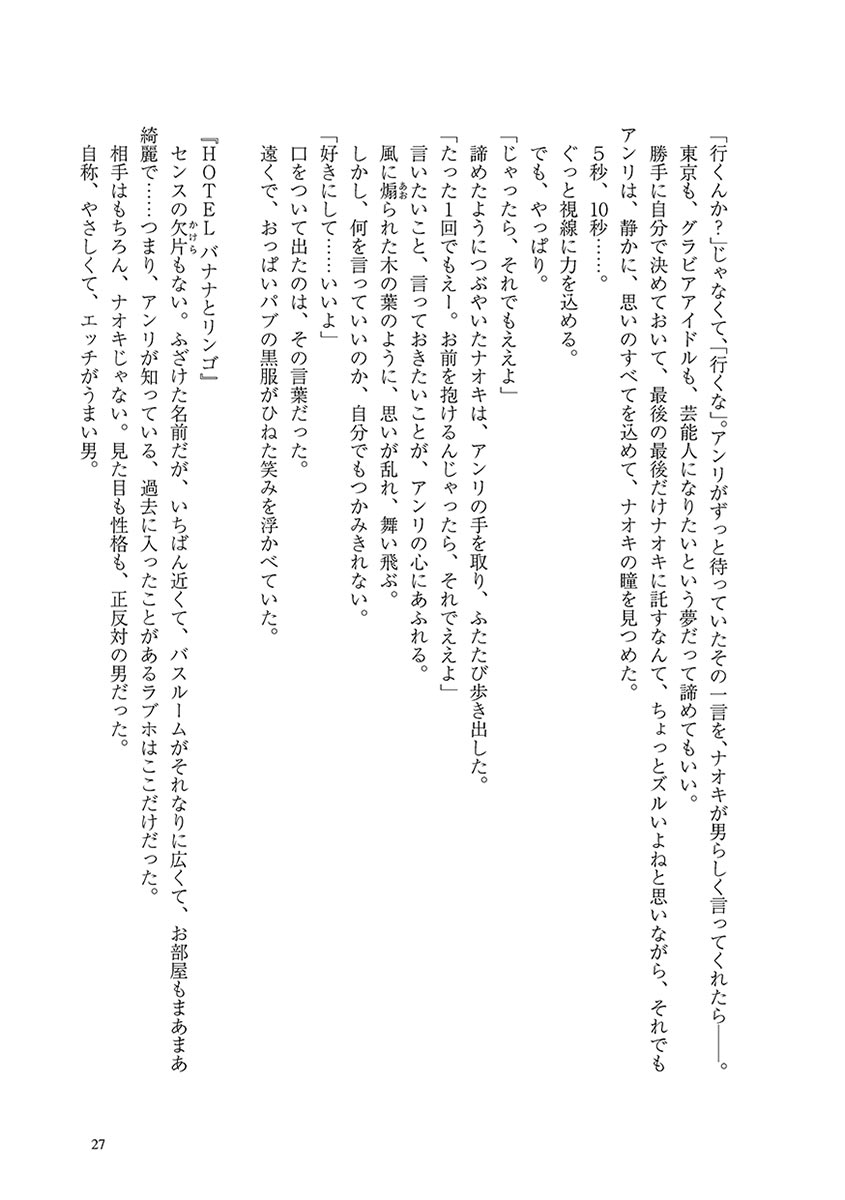 「行くんか？」じゃなくて、「行くな」。アンリがずっと待っていたその一言を、ナオキが男らしく言ってくれたら――。
東京も、グラビアアイドルも、芸能人になりたいという夢だって諦めてもいい。
勝手に自分で決めておいて、最後の最後だけナオキに託すなんて、ちょっとズルいよねと思いながら、それでも
アンリは、静かに、思いのすべてを込めて、ナオキの瞳を見つめた。
５秒、10秒……。
ぐっと視線に力を込める。
でも、やっぱり。
「じゃったら、それでもええよ」
諦めたようにつぶやいたナオキは、アンリの手を取り、ふたたび歩き出した。
「たった１回でもえー。お前を抱けるんじゃったら、それでええよ」
言いたいこと、言っておきたいことが、アンリの心にあふれる。
風に煽られた木の葉のように、思いが乱れ、舞い飛ぶ。
しかし、何を言っていいのか、自分でもつかみきれない。
「好きにして……いいよ」
口をついて出たのは、その言葉だった。
遠くで、おっぱいパブの黒服がひねた笑みを浮かべていた。
『HOTEL バナナとリンゴ』
センスの欠片もない。ふざけた名前だが、いちばん近くて、バスルームがそれなりに広くて、お部屋もまあまあ
綺麗で……つまり、アンリが知っている、過去に入ったことがあるラブホはここだけだった。
相手はもちろん、ナオキじゃない。見た目も性格も、正反対の男だった。
自称、やさしくて、エッチがうまい男。
あお
かけら
27